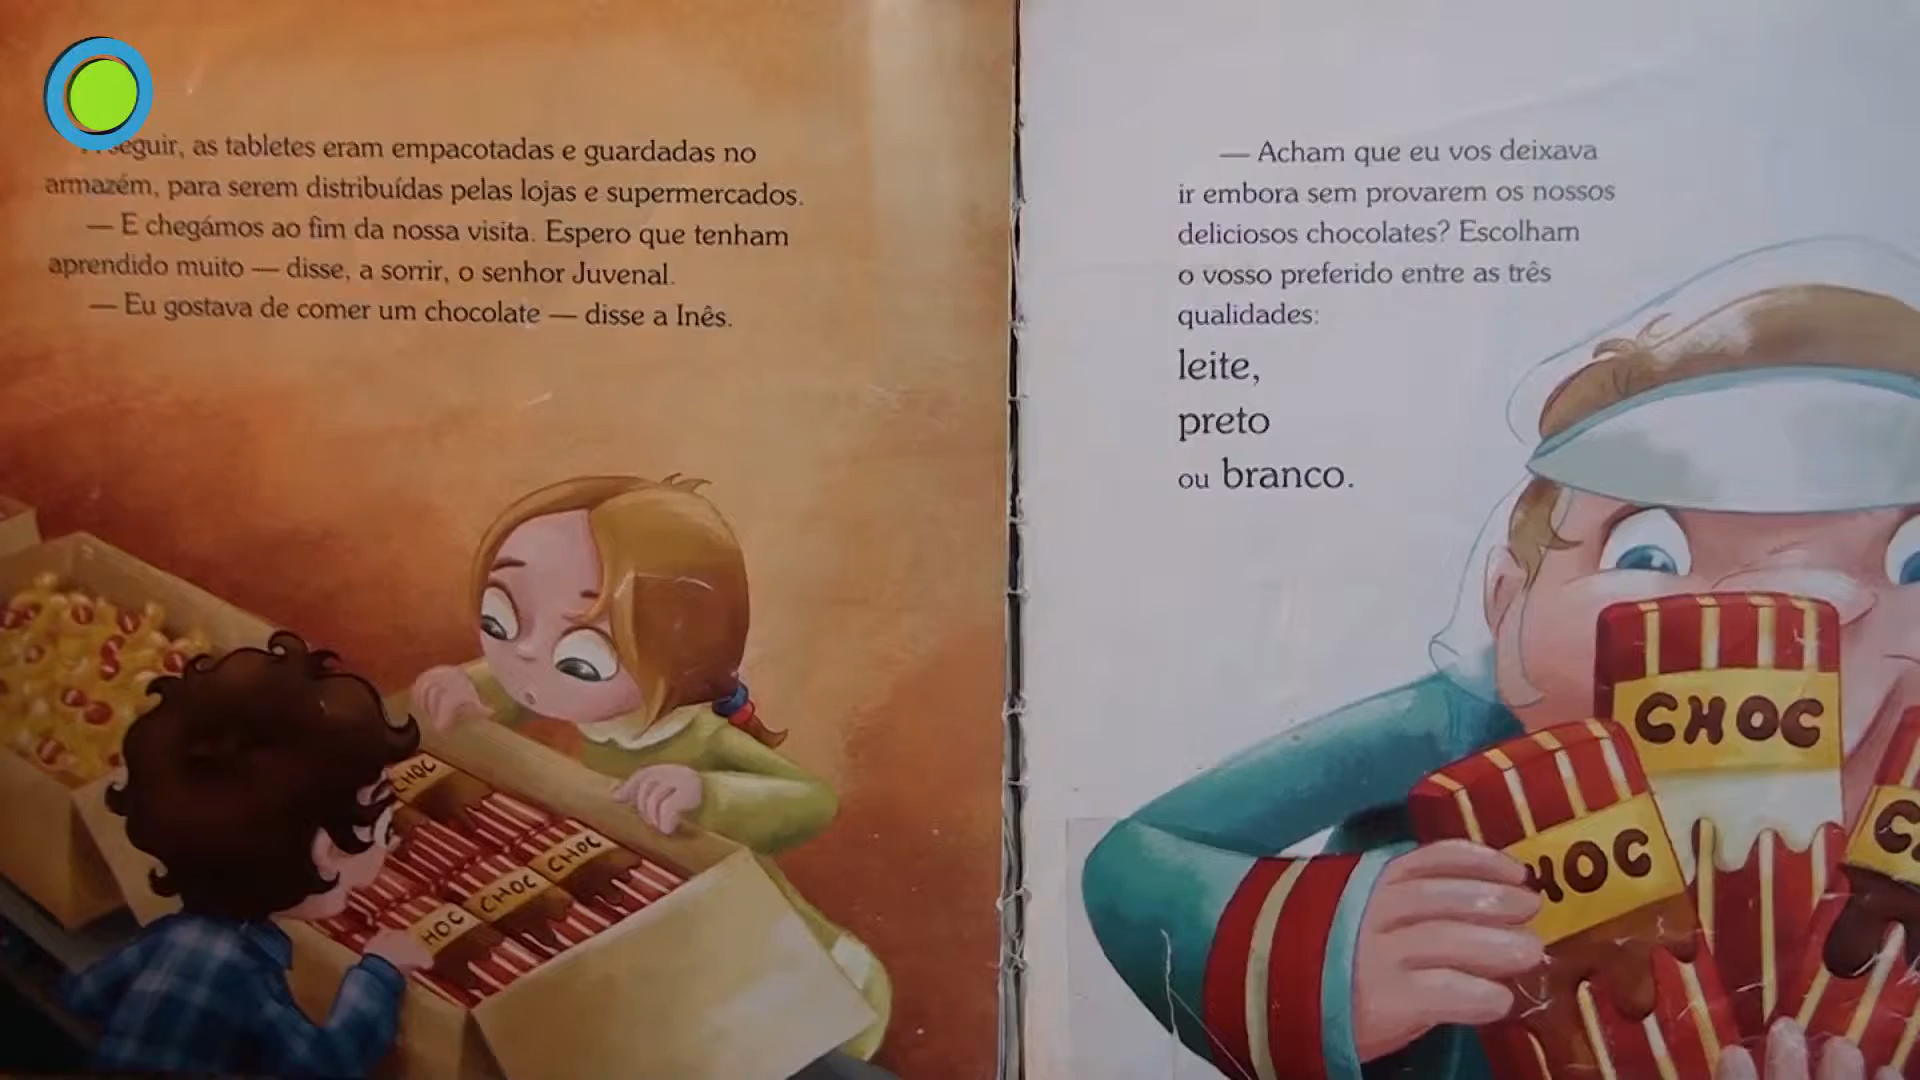 seguir, as tabletes eram empacotadas e guardadas no
armazém, para serem distribuídas pelas lojas e supermercados.
— E chegámos ao fim da nossa visita. Espero que tenham
aprendido muito — disse, a sorrir, o senhor Juvenal.
— Eu gostava de comer um chocolate — disse a Inês.
CHOC
CHOC
CHOC
HOC
— Acham que eu vos deixava
ir embora sem provarem os nossos
deliciosos chocolates? Escolham
o vosso preferido entre as três
qualidades:
leite,
preto
ou branco.
CHOC
HOC
C